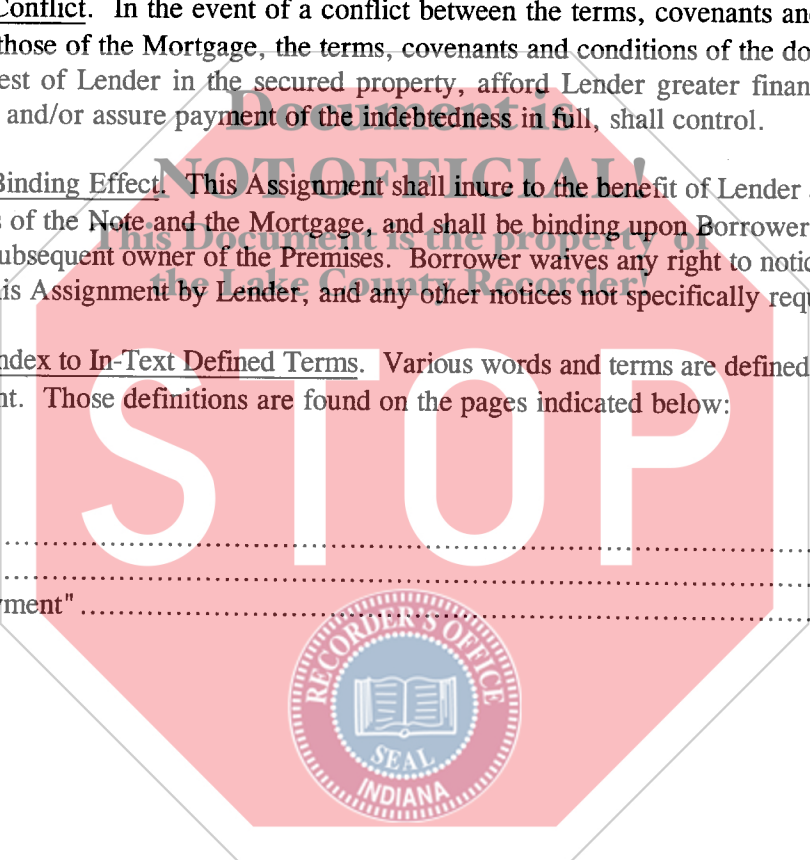 Conflict. In the event of a conflict between the terms, covenants an
those of the Mortgage, the terms, covenants and conditions of the do
est of Lender in the secured property, afford Lender greater finan
and/or assure payment of the indebtedness in full, shall control.
Document is
NOT OFFICIAL!
This Document is the property of
the Lake County Recorder!
Binding Effect. This Assignment shall inure to the benefit of Lender
s of the Note and the Mortgage, and shall be binding upon Borrower
ubsequent owner of the Premises. Borrower waives any right to notic
is Assignment by Lender, and any other notices not specifically requ
ndex to In-Text Defined Terms. Various words and terms are defined
nt. Those definitions are found on the pages indicated below:
STOP
yment"
RECORDER'S OFFICE
SEAL
INDIANA